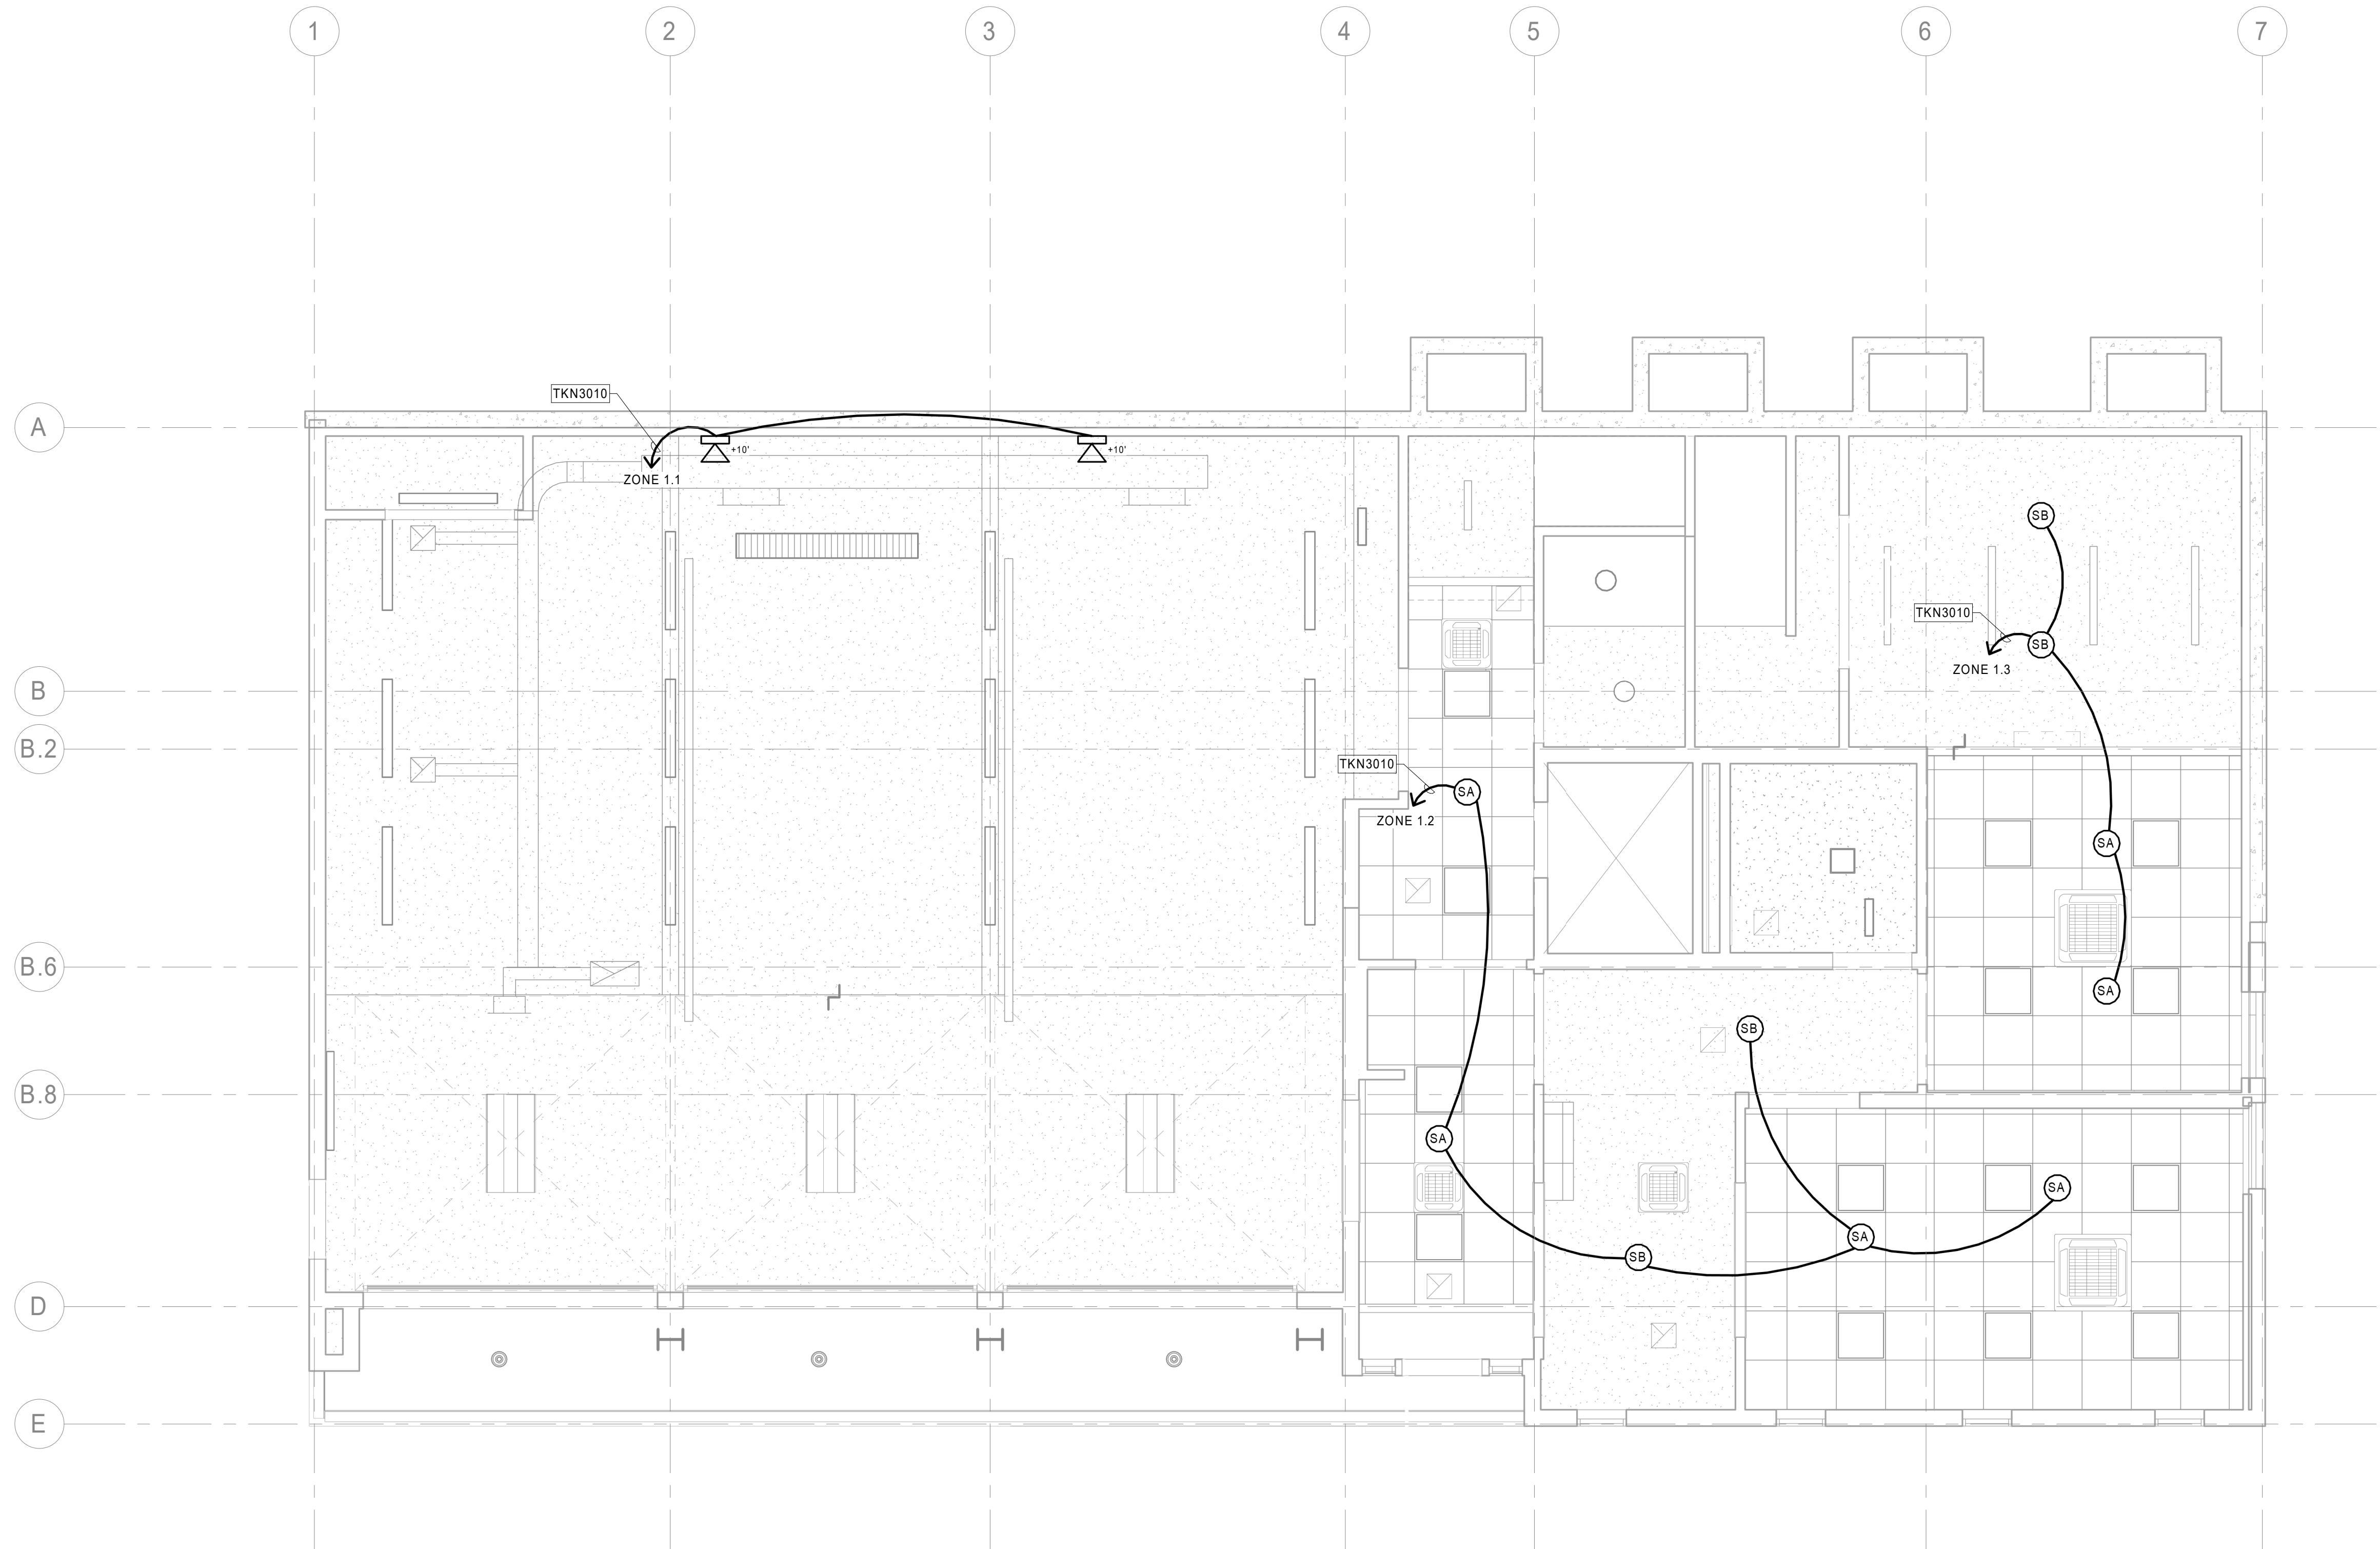 1
2
3
4
5
6
7
A
TKN3010
+10'
+10'
ZONE 1.1
SB
TKN3010
SB
ZONE 1.3
B
B.2
TKN3010
SA
ZONE 1.2
SA
B.6
SA
SB
B.8
SA
SA
SA
SB
D
E